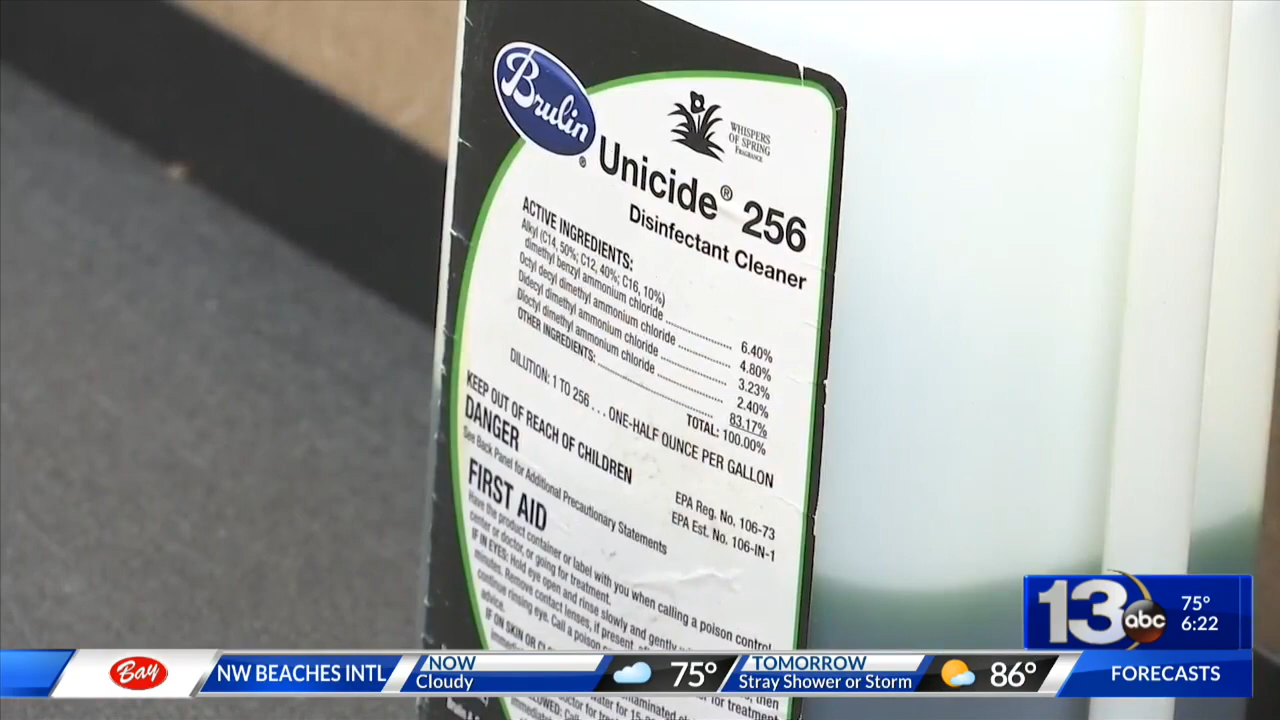 Brulin
®
WHISPERS
OF SPRING
FRAGRANCE
Unicide® 256
Disinfectant Cleaner
ACTIVE INGREDIENTS:
Alkyl (C14, 50%; C12, 40%; C16, 10%)
dimethyl benzyl ammonium chloride .................. 6.40%
Octyl decyl dimethyl ammonium chloride .............. 4.80%
Didecyl dimethyl ammonium chloride .................. 3.23%
Dioctyl dimethyl ammonium chloride .................. 2.40%
OTHER INGREDIENTS: .................. 83.17%
TOTAL: 100.00%
DILUTION: 1 TO 256 . . . ONE-HALF OUNCE PER GALLON
KEEP OUT OF REACH OF CHILDREN
DANGER
See Back Panel for Additional Precautionary Statements
EPA Reg. No. 106-73
EPA Est. No. 106-IN-1
FIRST AID
Have the product container or label with you when calling a poison control
center or doctor, or going for treatment.
IF IN EYES: Hold eye open and rinse slowly and gently
minutes. Remove contact lenses, if present,
continue rinsing eye. Call a poison
advice.
IF ON SKIN OR
13 abc
75°
6:22
Bay
NW BEACHES INTL
NOW
Cloudy
75°
TOMORROW
Stray Shower or Storm
86°
FORECASTS